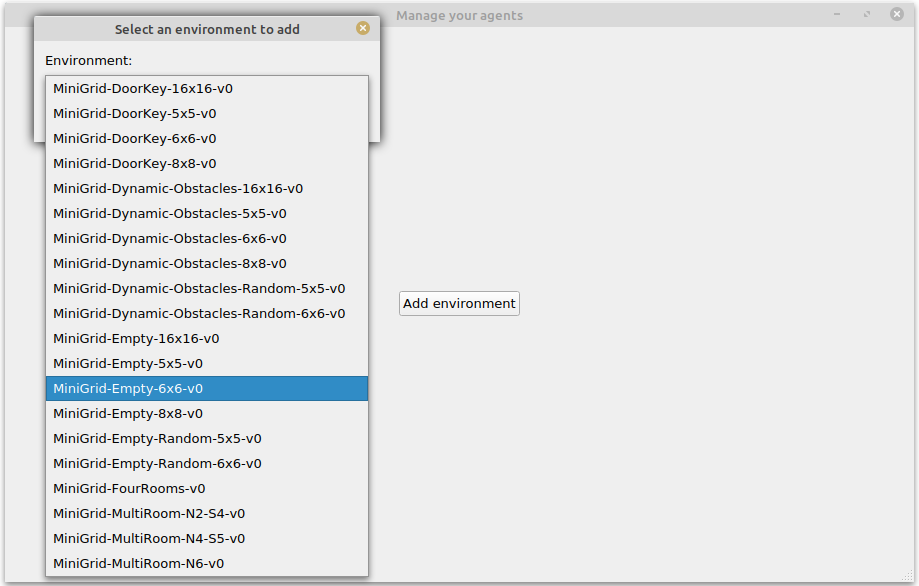 Manage your agents
Select an environment to add
Environment:
MiniGrid-DoorKey-16x16-v0
MiniGrid-DoorKey-5x5-v0
MiniGrid-DoorKey-6x6-v0
MiniGrid-DoorKey-8x8-v0
MiniGrid-Dynamic-Obstacles-16x16-v0
MiniGrid-Dynamic-Obstacles-5x5-v0
MiniGrid-Dynamic-Obstacles-6x6-v0
MiniGrid-Dynamic-Obstacles-8x8-v0
MiniGrid-Dynamic-Obstacles-Random-5x5-v0
MiniGrid-Dynamic-Obstacles-Random-6x6-v0
MiniGrid-Empty-16x16-v0
MiniGrid-Empty-5x5-v0
MiniGrid-Empty-6x6-v0
MiniGrid-Empty-8x8-v0
MiniGrid-Empty-Random-5x5-v0
MiniGrid-Empty-Random-6x6-v0
MiniGrid-FourRooms-v0
MiniGrid-MultiRoom-N2-S4-v0
MiniGrid-MultiRoom-N4-S5-v0
MiniGrid-MultiRoom-N6-v0
Add environment